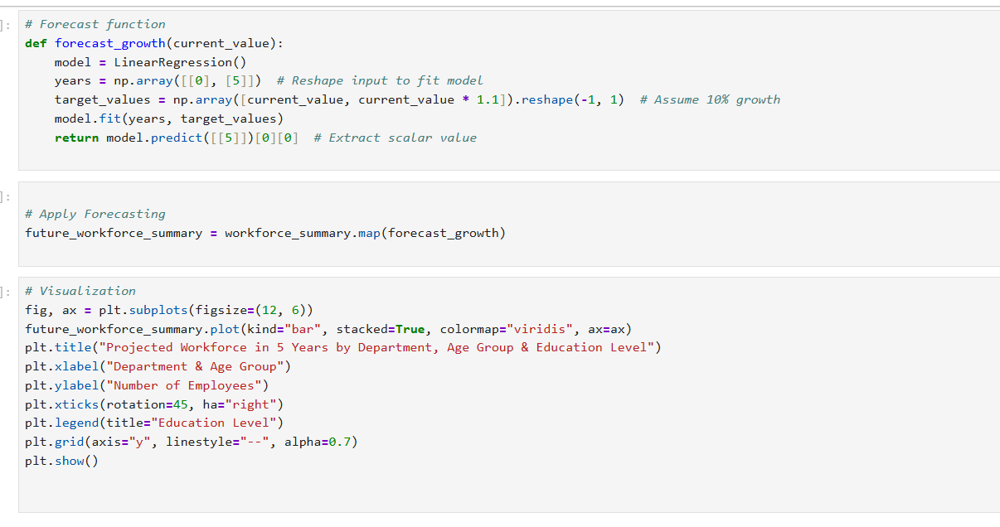 ]: # Forecast function
def forecast_growth(current_value):
    model = LinearRegression()
    years = np.array([[0], [5]])  # Reshape input to fit model
    target_values = np.array([current_value, current_value * 1.1]).reshape(-1, 1)  # Assume 10% growth
    model.fit(years, target_values)
    return model.predict([[5]])[0][0]  # Extract scalar value
]:
# Apply Forecasting
future_workforce_summary = workforce_summary.map(forecast_growth)
]: # Visualization
fig, ax = plt.subplots(figsize=(12, 6))
future_workforce_summary.plot(kind="bar", stacked=True, colormap="viridis", ax=ax)
plt.title("Projected Workforce in 5 Years by Department, Age Group & Education Level")
plt.xlabel("Department & Age Group")
plt.ylabel("Number of Employees")
plt.xticks(rotation=45, ha="right")
plt.legend(title="Education Level")
plt.grid(axis="y", linestyle="--", alpha=0.7)
plt.show()